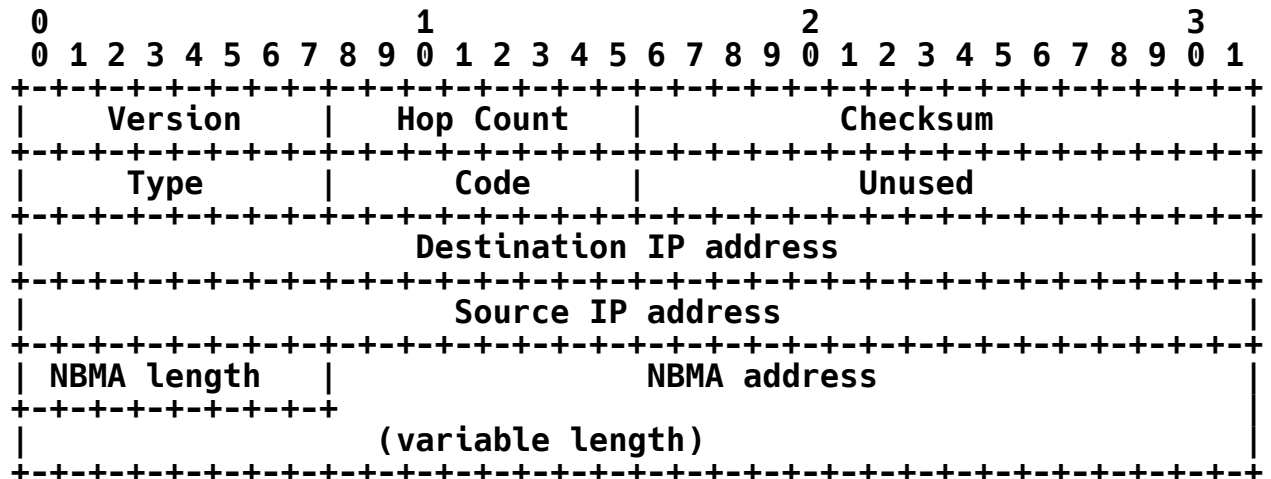 0                   1                   2                   3
 0 1 2 3 4 5 6 7 8 9 0 1 2 3 4 5 6 7 8 9 0 1 2 3 4 5 6 7 8 9 0 1
+-+-+-+-+-+-+-+-+-+-+-+-+-+-+-+-+-+-+-+-+-+-+-+-+-+-+-+-+-+-+-+-+
|    Version    |   Hop Count   |          Checksum             |
+-+-+-+-+-+-+-+-+-+-+-+-+-+-+-+-+-+-+-+-+-+-+-+-+-+-+-+-+-+-+-+-+
|     Type      |      Code     |           Unused              |
+-+-+-+-+-+-+-+-+-+-+-+-+-+-+-+-+-+-+-+-+-+-+-+-+-+-+-+-+-+-+-+-+
|                    Destination IP address                     |
+-+-+-+-+-+-+-+-+-+-+-+-+-+-+-+-+-+-+-+-+-+-+-+-+-+-+-+-+-+-+-+-+
|                      Source IP address                        |
+-+-+-+-+-+-+-+-+-+-+-+-+-+-+-+-+-+-+-+-+-+-+-+-+-+-+-+-+-+-+-+-+
| NBMA length   |                NBMA address                   |
+-+-+-+-+-+-+-+-+                                               |
|                  (variable length)                            |
+-+-+-+-+-+-+-+-+-+-+-+-+-+-+-+-+-+-+-+-+-+-+-+-+-+-+-+-+-+-+-+-+